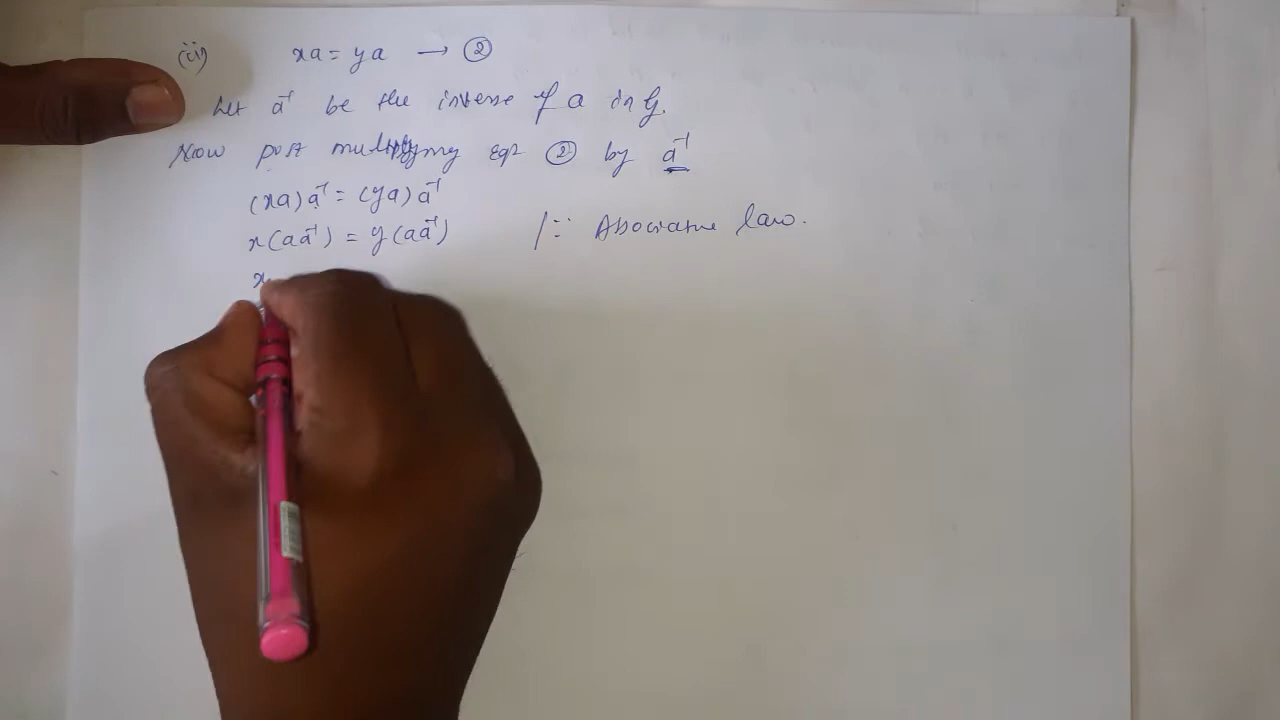 (ii) xa = ya → ②
Let a⁻¹ be the inverse of a in G.
Now post multiplying eqn ② by a⁻¹
(xa)a⁻¹ = (ya)a⁻¹
x(aa⁻¹) = y(aa⁻¹) /∵ Associative law.
x